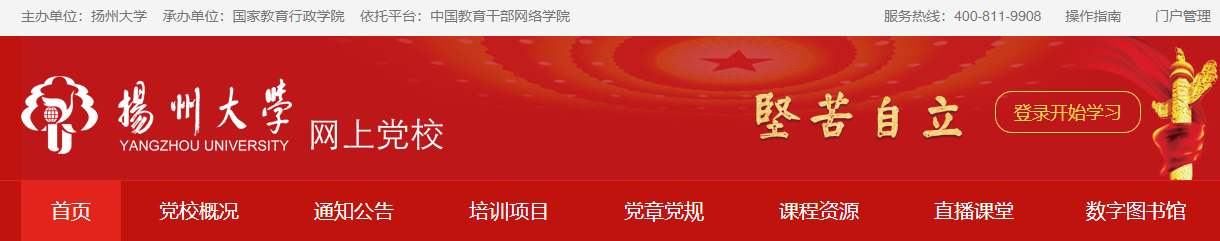 主办单位：扬州大学 承办单位：国家教育行政学院 依托平台：中国教育干部网络学院 服务热线：400-811-9908 操作指南 门户管理
揚州大学
YANGZHOU UNIVERSITY
网上党校
堅苦自立
登录开始学习
首页 党校概况 通知公告 培训项目 党章党规 课程资源 直播课堂 数字图书馆